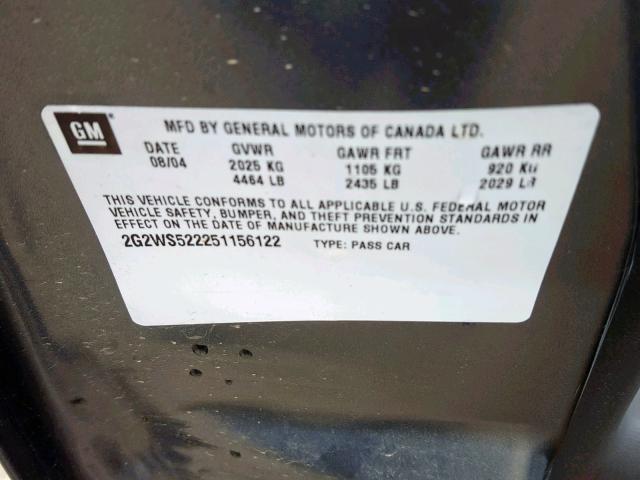 GM
MFD BY GENERAL MOTORS OF CANADA LTD.
DATE GVWR GAWR FRT GAWR RR
08/04 2025 KG 1105 KG 920 KG
4464 LB 2435 LB 2029 LB
THIS VEHICLE CONFORMS TO ALL APPLICABLE U.S. FEDERAL MOTOR
VEHICLE SAFETY, BUMPER, AND THEFT PREVENTION STANDARDS IN
EFFECT ON THE DATE OF MANUFACTURE SHOWN ABOVE.
2G2WS522251156122 TYPE: PASS CAR